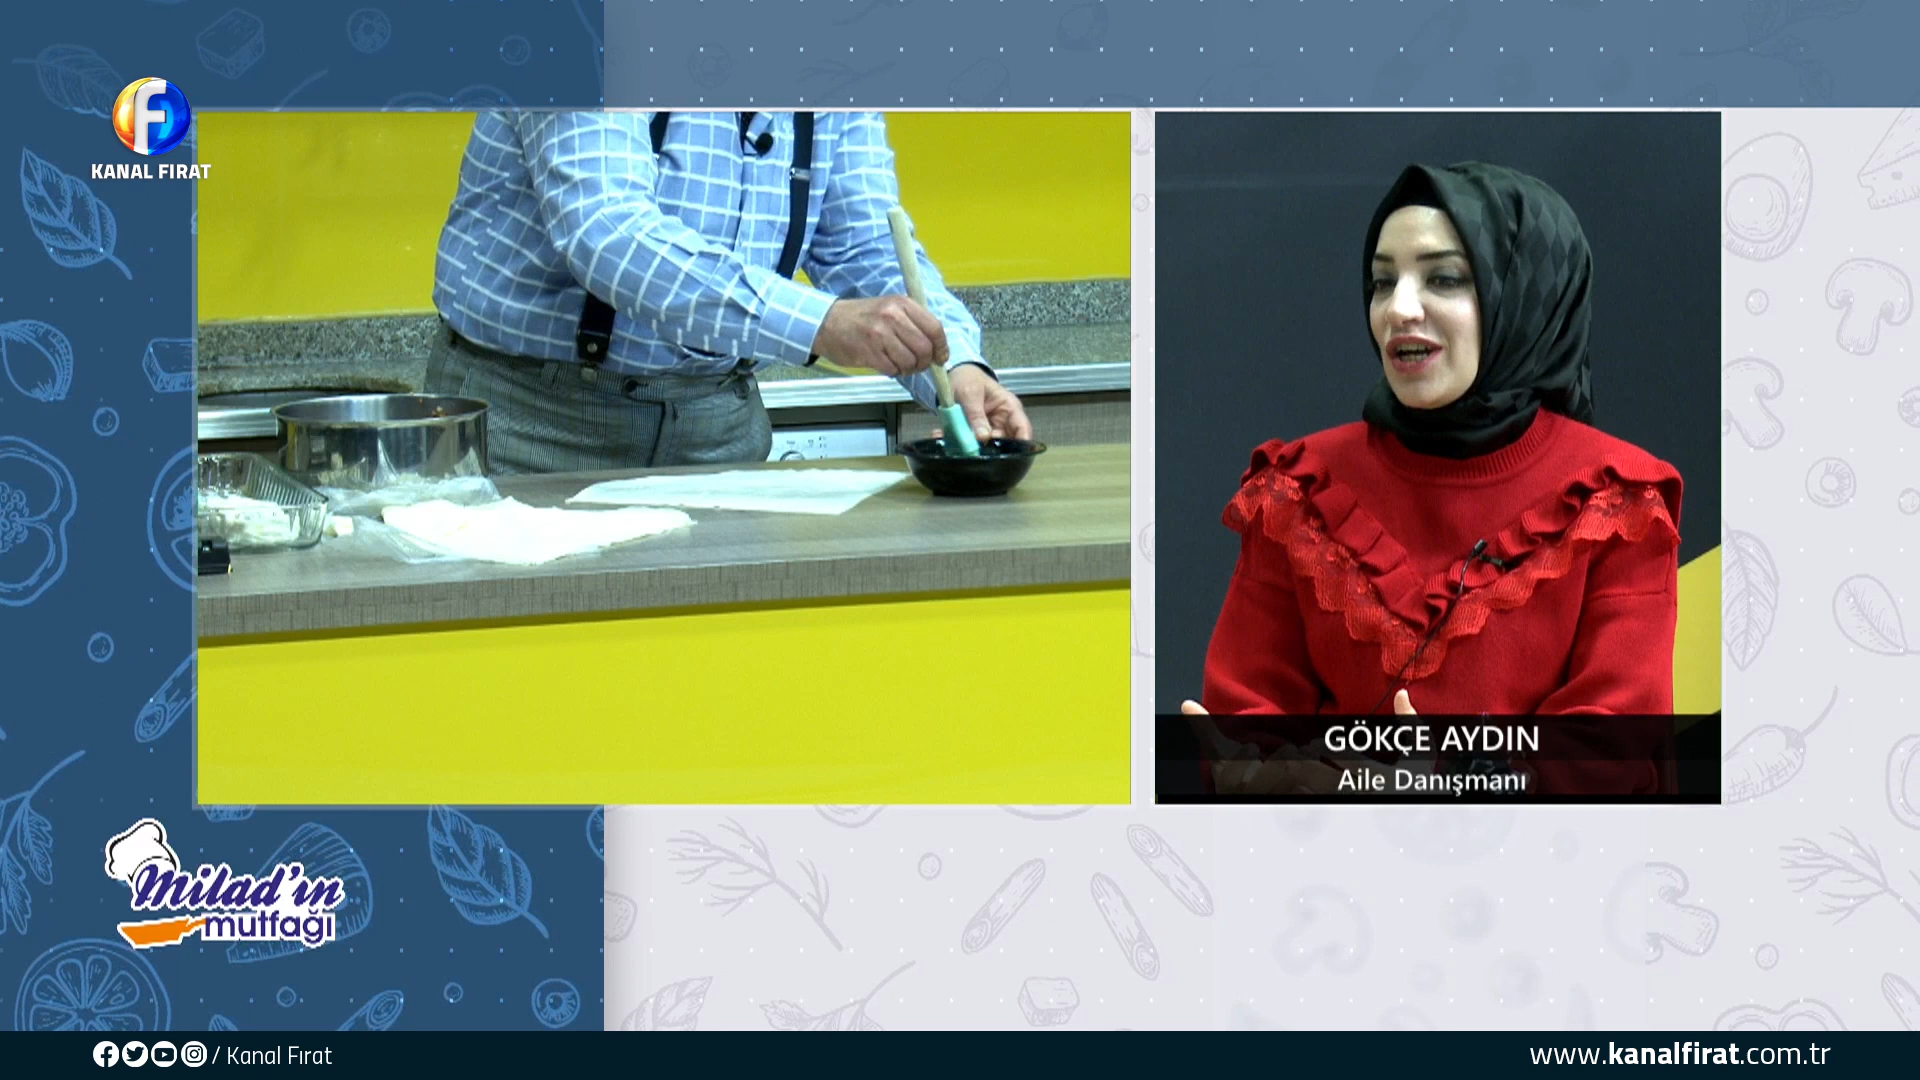 KANAL FIRAT
GÖKÇE AYDIN
Aile Danışmanı
Milad'ın
mutfağı
/ Kanal Fırat
www.kanalfirat.com.tr